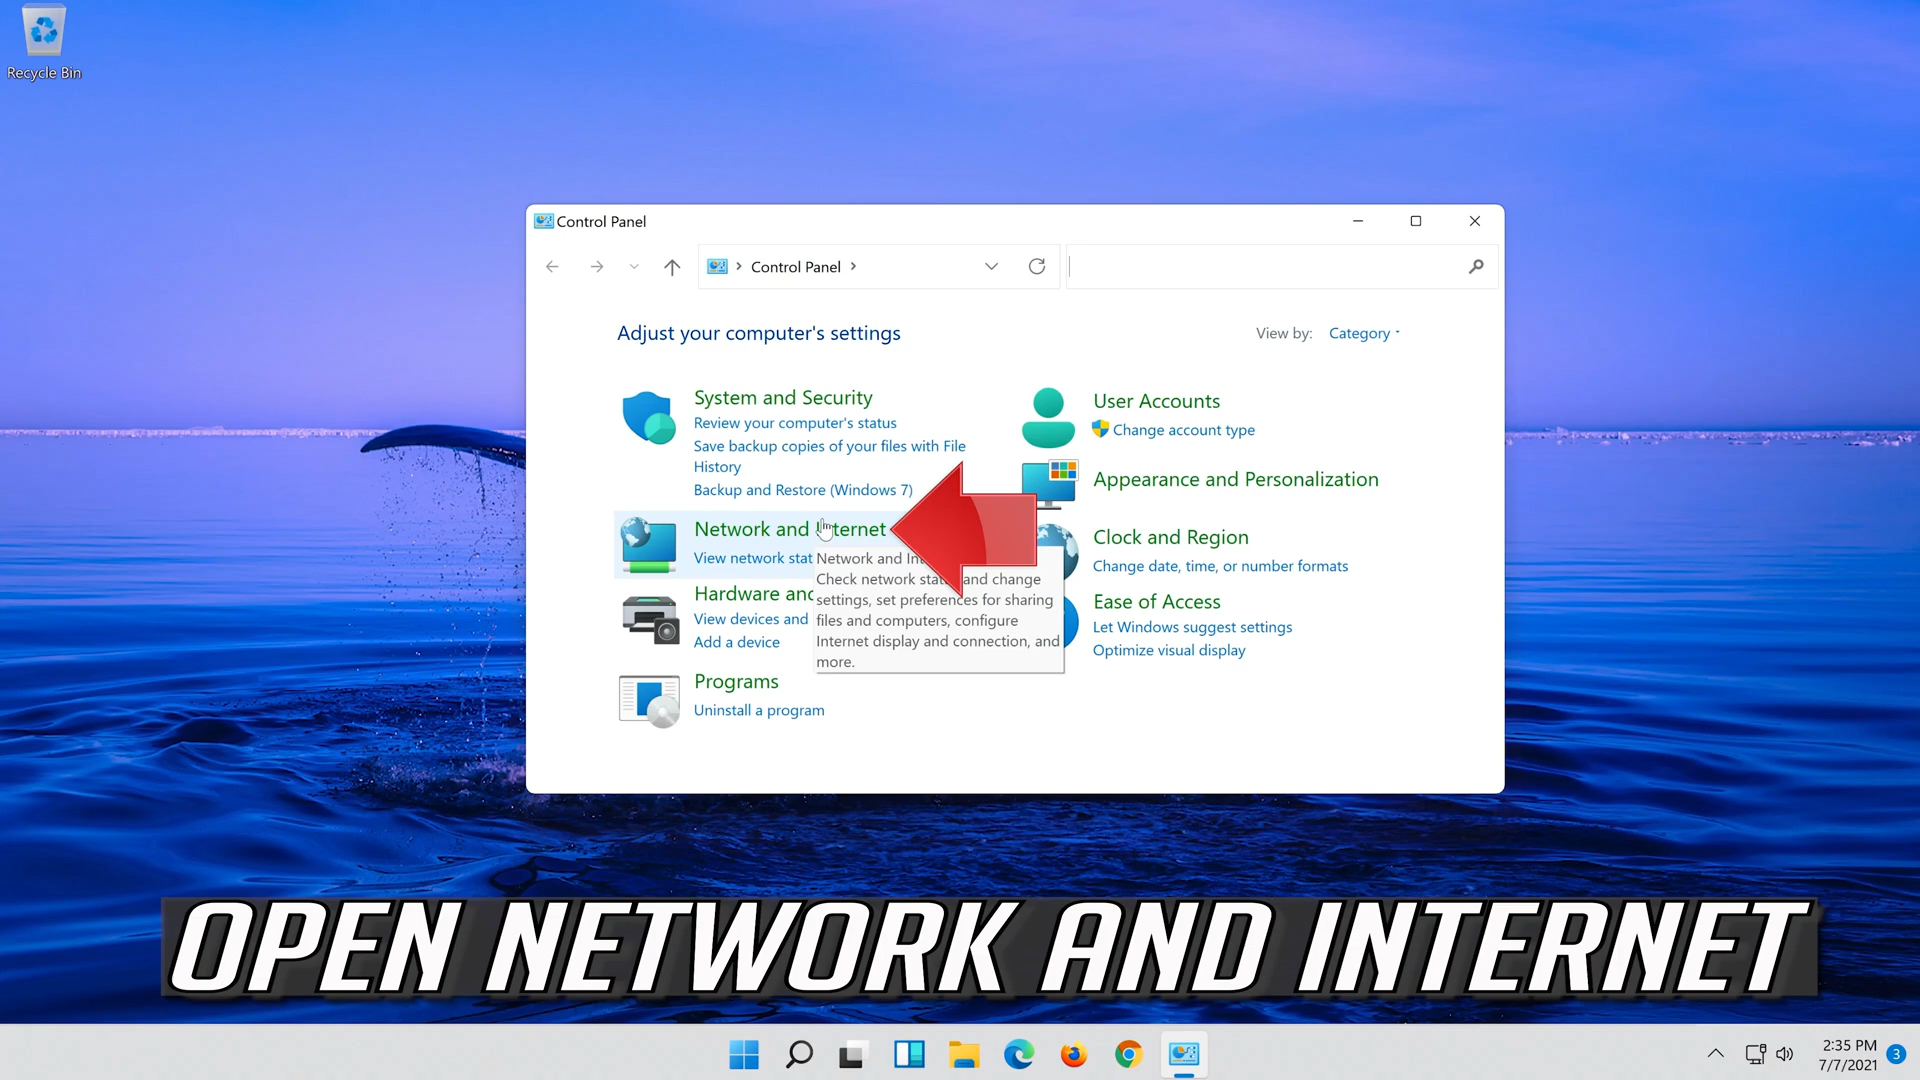 Recycle Bin
Control Panel
Control Panel
Adjust your computer's settings
View by: Category
System and Security
Review your computer's status
Save backup copies of your files with File
History
Backup and Restore (Windows 7)
Network and Internet
View network stat
Hardware and
View devices and
Add a device
Programs
Uninstall a program
User Accounts
Change account type
Appearance and Personalization
Clock and Region
Change date, time, or number formats
Ease of Access
Let Windows suggest settings
Optimize visual display
Network and In
Check network status and change
settings, set preferences for sharing
files and computers, configure
Internet display and connection, and
more.
OPEN NETWORK AND INTERNET
2:35 PM
7/7/2021
3